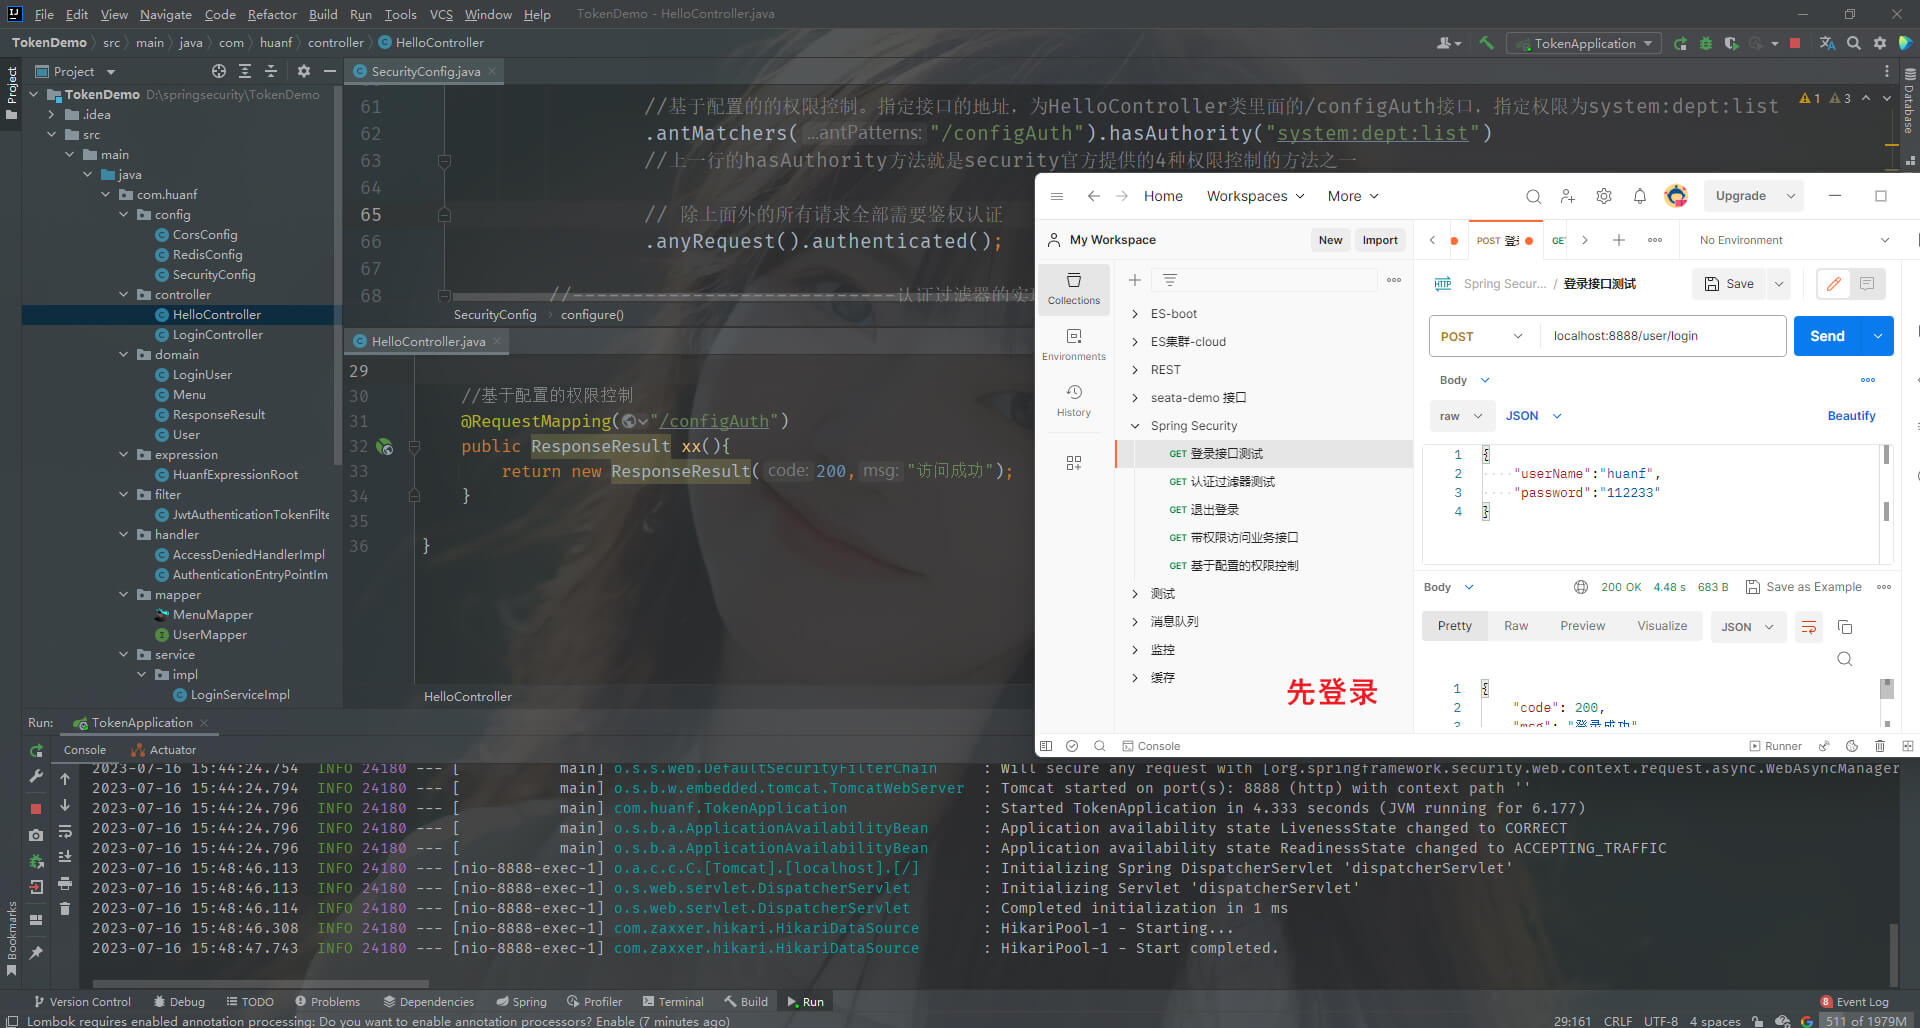 File Edit View Navigate Code Refactor Build Run Tools VCS Window Help TokenDemo - HelloController.java
TokenDemo src main java com huanf controller HelloController
TokenApplication
Project
SecurityConfig.java
TokenDemo D:\springsecurity\TokenDemo
.idea
src
main
java
com.huanf
config
CorsConfig
RedisConfig
SecurityConfig
controller
HelloController
LoginController
domain
LoginUser
Menu
ResponseResult
User
expression
HuanfExpressionRoot
filter
JwtAuthenticationTokenFilte
handler
AccessDeniedHandlerImpl
AuthenticationEntryPointIm
mapper
MenuMapper
UserMapper
service
impl
LoginServiceImpl
Project
Bookmarks
Database
1 3
61 //基于配置的的权限控制。指定接口的地址，为HelloController类里面的/configAuth接口，指定权限为system:dept:list
62 .antMatchers( ...antPatterns: "/configAuth").hasAuthority("system:dept:list")
63 //上一行的hasAuthority方法就是security官方提供的4种权限控制的方法之一
64
65 // 除上面外的所有请求全部需要鉴权认证
66 .anyRequest().authenticated();
67
68 //---------------------------认证过滤器的实现
SecurityConfig configure()
HelloController.java
29
30 //基于配置的权限控制
31 @RequestMapping("/configAuth")
32 public ResponseResult xx(){
33 return new ResponseResult( code: 200, msg: "访问成功");
34 }
35
36 }
HelloController
Home Workspaces More Upgrade
My Workspace New Import
POST 登录 GET No Environment
Collections
Environments
History
ES-boot
ES集群-cloud
REST
seata-demo 接口
Spring Security
GET 登录接口测试
GET 认证过滤器测试
GET 退出登录
GET 带权限访问业务接口
GET 基于配置的权限控制
测试
消息队列
监控
缓存
先登录
HTTP Spring Secur... / 登录接口测试 Save
POST localhost:8888/user/login Send
Body
raw JSON Beautify
1 {
2 "userName":"huanf",
3 "password":"112233"
4 }
Body 200 OK 4.48 s 683 B Save as Example
Pretty Raw Preview Visualize JSON
1 {
2 "code": 200,
3 "msg": "登录成功"
Console Runner
Run: TokenApplication
Console Actuator
2023-07-16 15:44:24.754 INFO 24180 --- [ main] o.s.s.web.DefaultSecurityFilterChain : Will secure any request with [org.springframework.security.web.context.request.async.WebAsyncManager
2023-07-16 15:44:24.794 INFO 24180 --- [ main] o.s.b.w.embedded.tomcat.TomcatWebServer : Tomcat started on port(s): 8888 (http) with context path ''
2023-07-16 15:44:24.796 INFO 24180 --- [ main] com.huanf.TokenApplication : Started TokenApplication in 4.333 seconds (JVM running for 6.177)
2023-07-16 15:44:24.796 INFO 24180 --- [ main] o.s.b.a.ApplicationAvailabilityBean : Application availability state LivenessState changed to CORRECT
2023-07-16 15:44:24.796 INFO 24180 --- [ main] o.s.b.a.ApplicationAvailabilityBean : Application availability state ReadinessState changed to ACCEPTING_TRAFFIC
2023-07-16 15:48:46.113 INFO 24180 --- [nio-8888-exec-1] o.a.c.c.C.[Tomcat].[localhost].[/] : Initializing Spring DispatcherServlet 'dispatcherServlet'
2023-07-16 15:48:46.113 INFO 24180 --- [nio-8888-exec-1] o.s.web.servlet.DispatcherServlet : Initializing Servlet 'dispatcherServlet'
2023-07-16 15:48:46.114 INFO 24180 --- [nio-8888-exec-1] o.s.web.servlet.DispatcherServlet : Completed initialization in 1 ms
2023-07-16 15:48:46.308 INFO 24180 --- [nio-8888-exec-1] com.zaxxer.hikari.HikariDataSource : HikariPool-1 - Starting...
2023-07-16 15:48:47.743 INFO 24180 --- [nio-8888-exec-1] com.zaxxer.hikari.HikariDataSource : HikariPool-1 - Start completed.
Version Control Debug TODO Problems Dependencies Spring Profiler Terminal Build Run 8 Event Log
Lombok requires enabled annotation processing: Do you want to enable annotation processors? Enable (7 minutes ago) 29:161 CRLF UTF-8 4 spaces 511 of 1979M